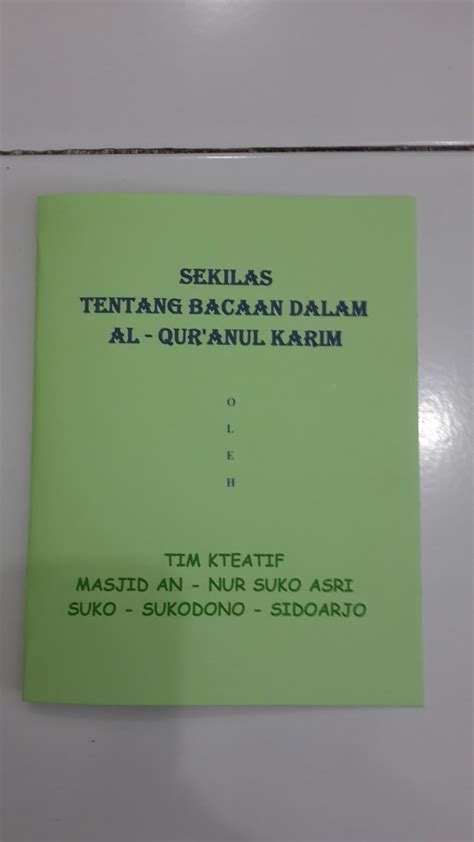 SEKILAS
TENTANG BACAAN DALAM
AL - QUR'ANUL KARIM
O
L
E
H
TIM KTEATIF
MASJID AN - NUR SUKO ASRI
SUKO - SUKODONO - SIDOARJO